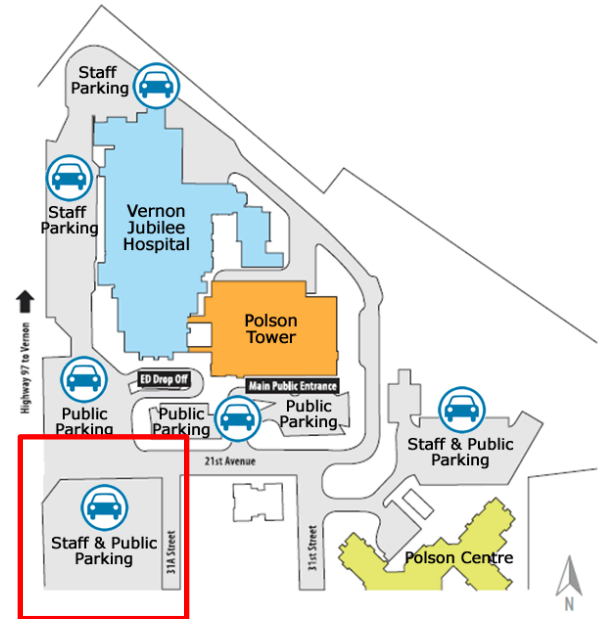 Staff
Parking
Staff
Parking
Vernon
Jubilee
Hospital
Polson
Tower
Highway 97 to Vernon
ED Drop Off
Main Public Entrance
Public
Parking
Public
Parking
Public
Parking
Staff & Public
Parking
21st Avenue
Staff & Public
Parking
31A Street
31st Street
Polson Centre
N